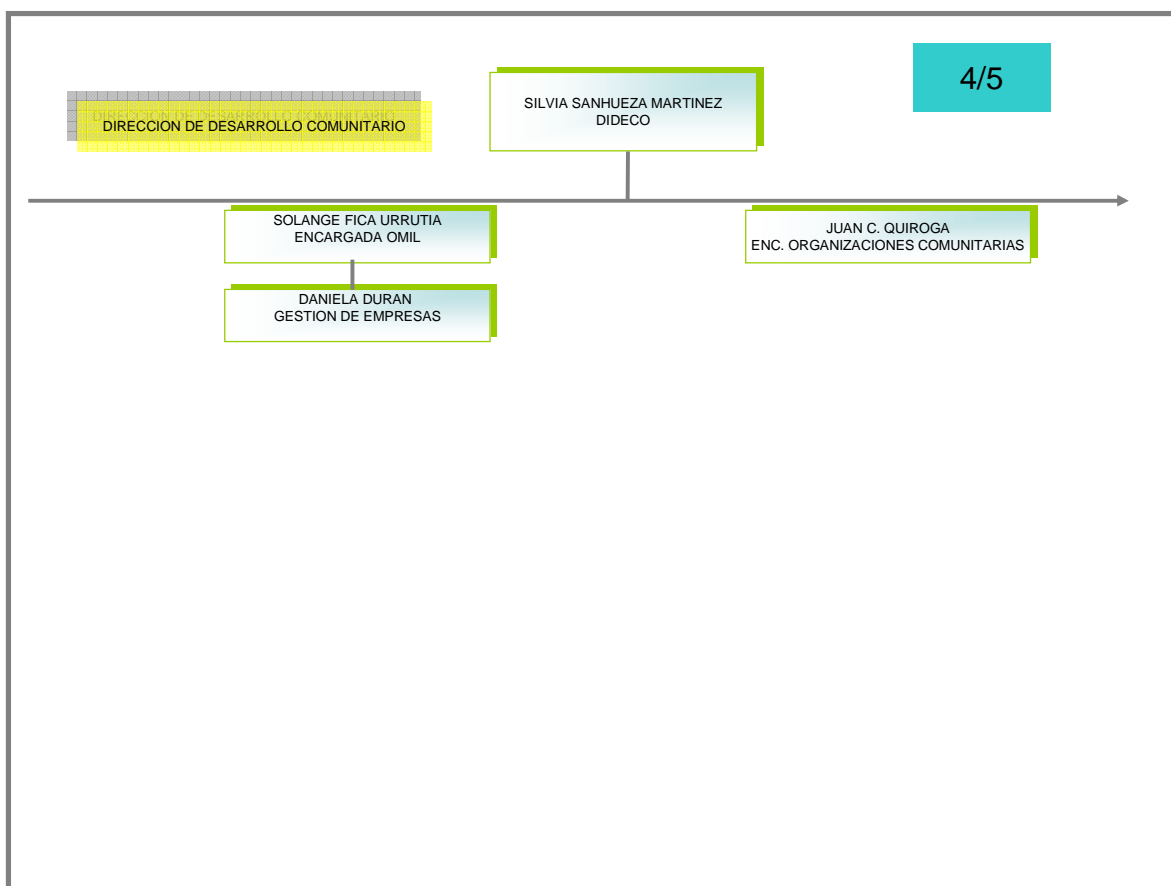 4/5
SILVIA SANHUEZA MARTINEZ
DIDECO
DIRECCION DE DESARROLLO COMUNITARIO
SOLANGE FICA URRUTIA
ENCARGADA OMIL
JUAN C. QUIROGA
ENC. ORGANIZACIONES COMUNITARIAS
DANIELA DURAN
GESTION DE EMPRESAS